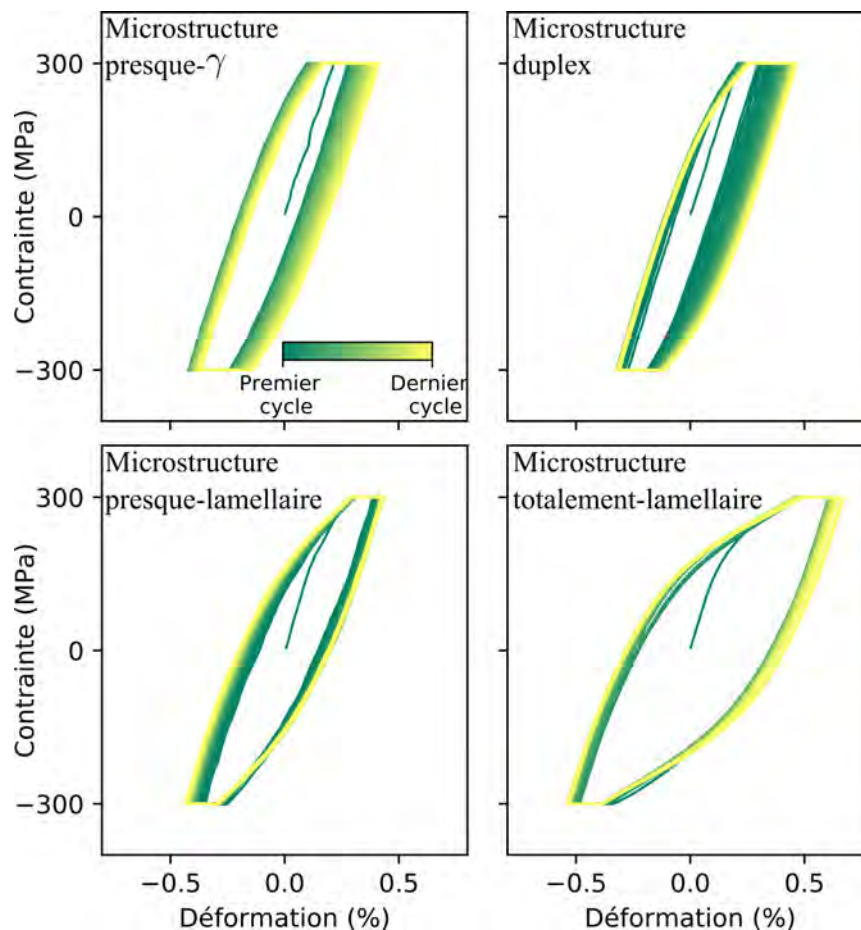 Microstructure
presque-γ
Microstructure
duplex
300
0
−300
Contrainte (MPa)
Premier
cycle
Dernier
cycle
Microstructure
presque-lamellaire
Microstructure
totalement-lamellaire
300
0
−300
Contrainte (MPa)
−0.5
0.0
0.5
−0.5
0.0
0.5
Déformation (%)
Déformation (%)